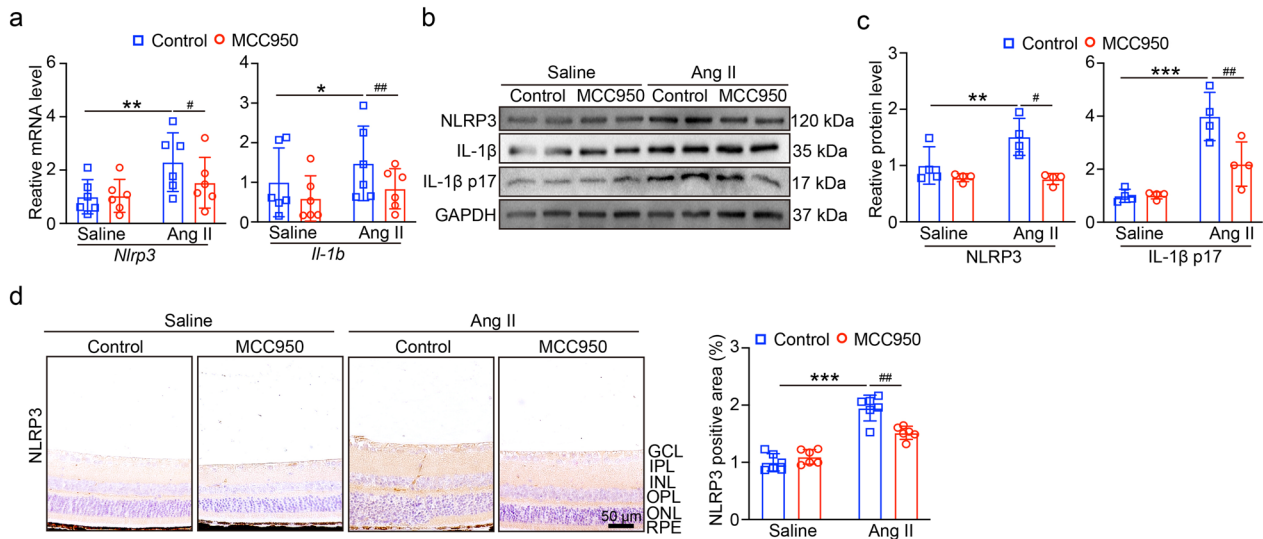 a
Control MCC950
Relative mRNA level
6
4
2
0
** #
Saline Ang II
Nlrp3
4
3
2
1
0
* ##
Saline Ang II
Il-1b
b
Saline Ang II
Control MCC950 Control MCC950
NLRP3 120 kDa
IL-1β 35 kDa
IL-1β p17 17 kDa
GAPDH 37 kDa
c
Control MCC950
Relative protein level
3
2
1
0
** #
Saline Ang II
NLRP3
6
4
2
0
*** ##
Saline Ang II
IL-1β p17
d
Saline Ang II
Control MCC950 Control MCC950
NLRP3
GCL
IPL
INL
OPL
ONL
RPE
50 μm
Control MCC950
NLRP3 positive area (%)
3
2
1
0
*** ##
Saline Ang II